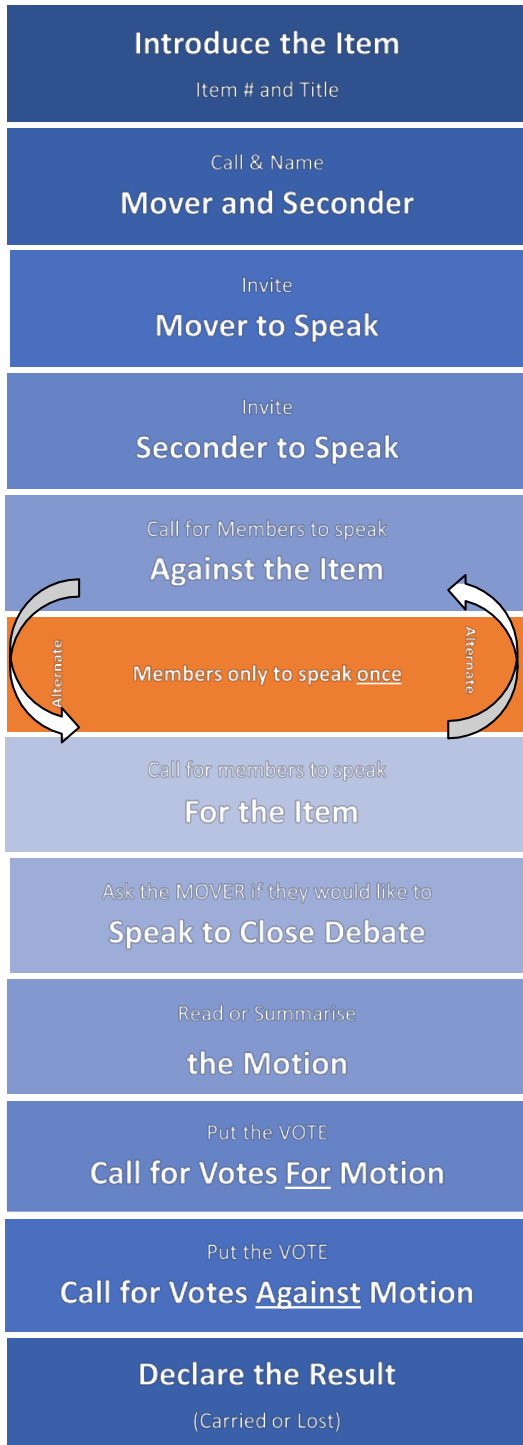 Introduce the Item
Item # and Title
Call & Name
Mover and Seconder
Invite
Mover to Speak
Invite
Seconder to Speak
Call for Members to speak
Against the Item
Alternate
Members only to speak once
Alternate
Call for members to speak
For the Item
Ask the MOVER if they would like to
Speak to Close Debate
Read or Summarise
the Motion
Put the VOTE
Call for Votes For Motion
Put the VOTE
Call for Votes Against Motion
Declare the Result
(Carried or Lost)